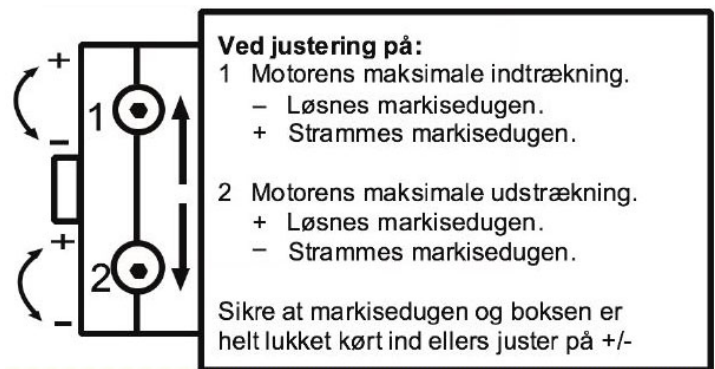 Ved justering på:
1 Motorens maksimale indtrækning.
– Løsnes markisedugen.
+ Strammes markisedugen.
2 Motorens maksimale udstrækning.
+ Løsnes markisedugen.
– Strammes markisedugen.
Sikre at markisedugen og boksen er
helt lukket kørt ind ellers juster på +/-
+
1
–
+
2
–